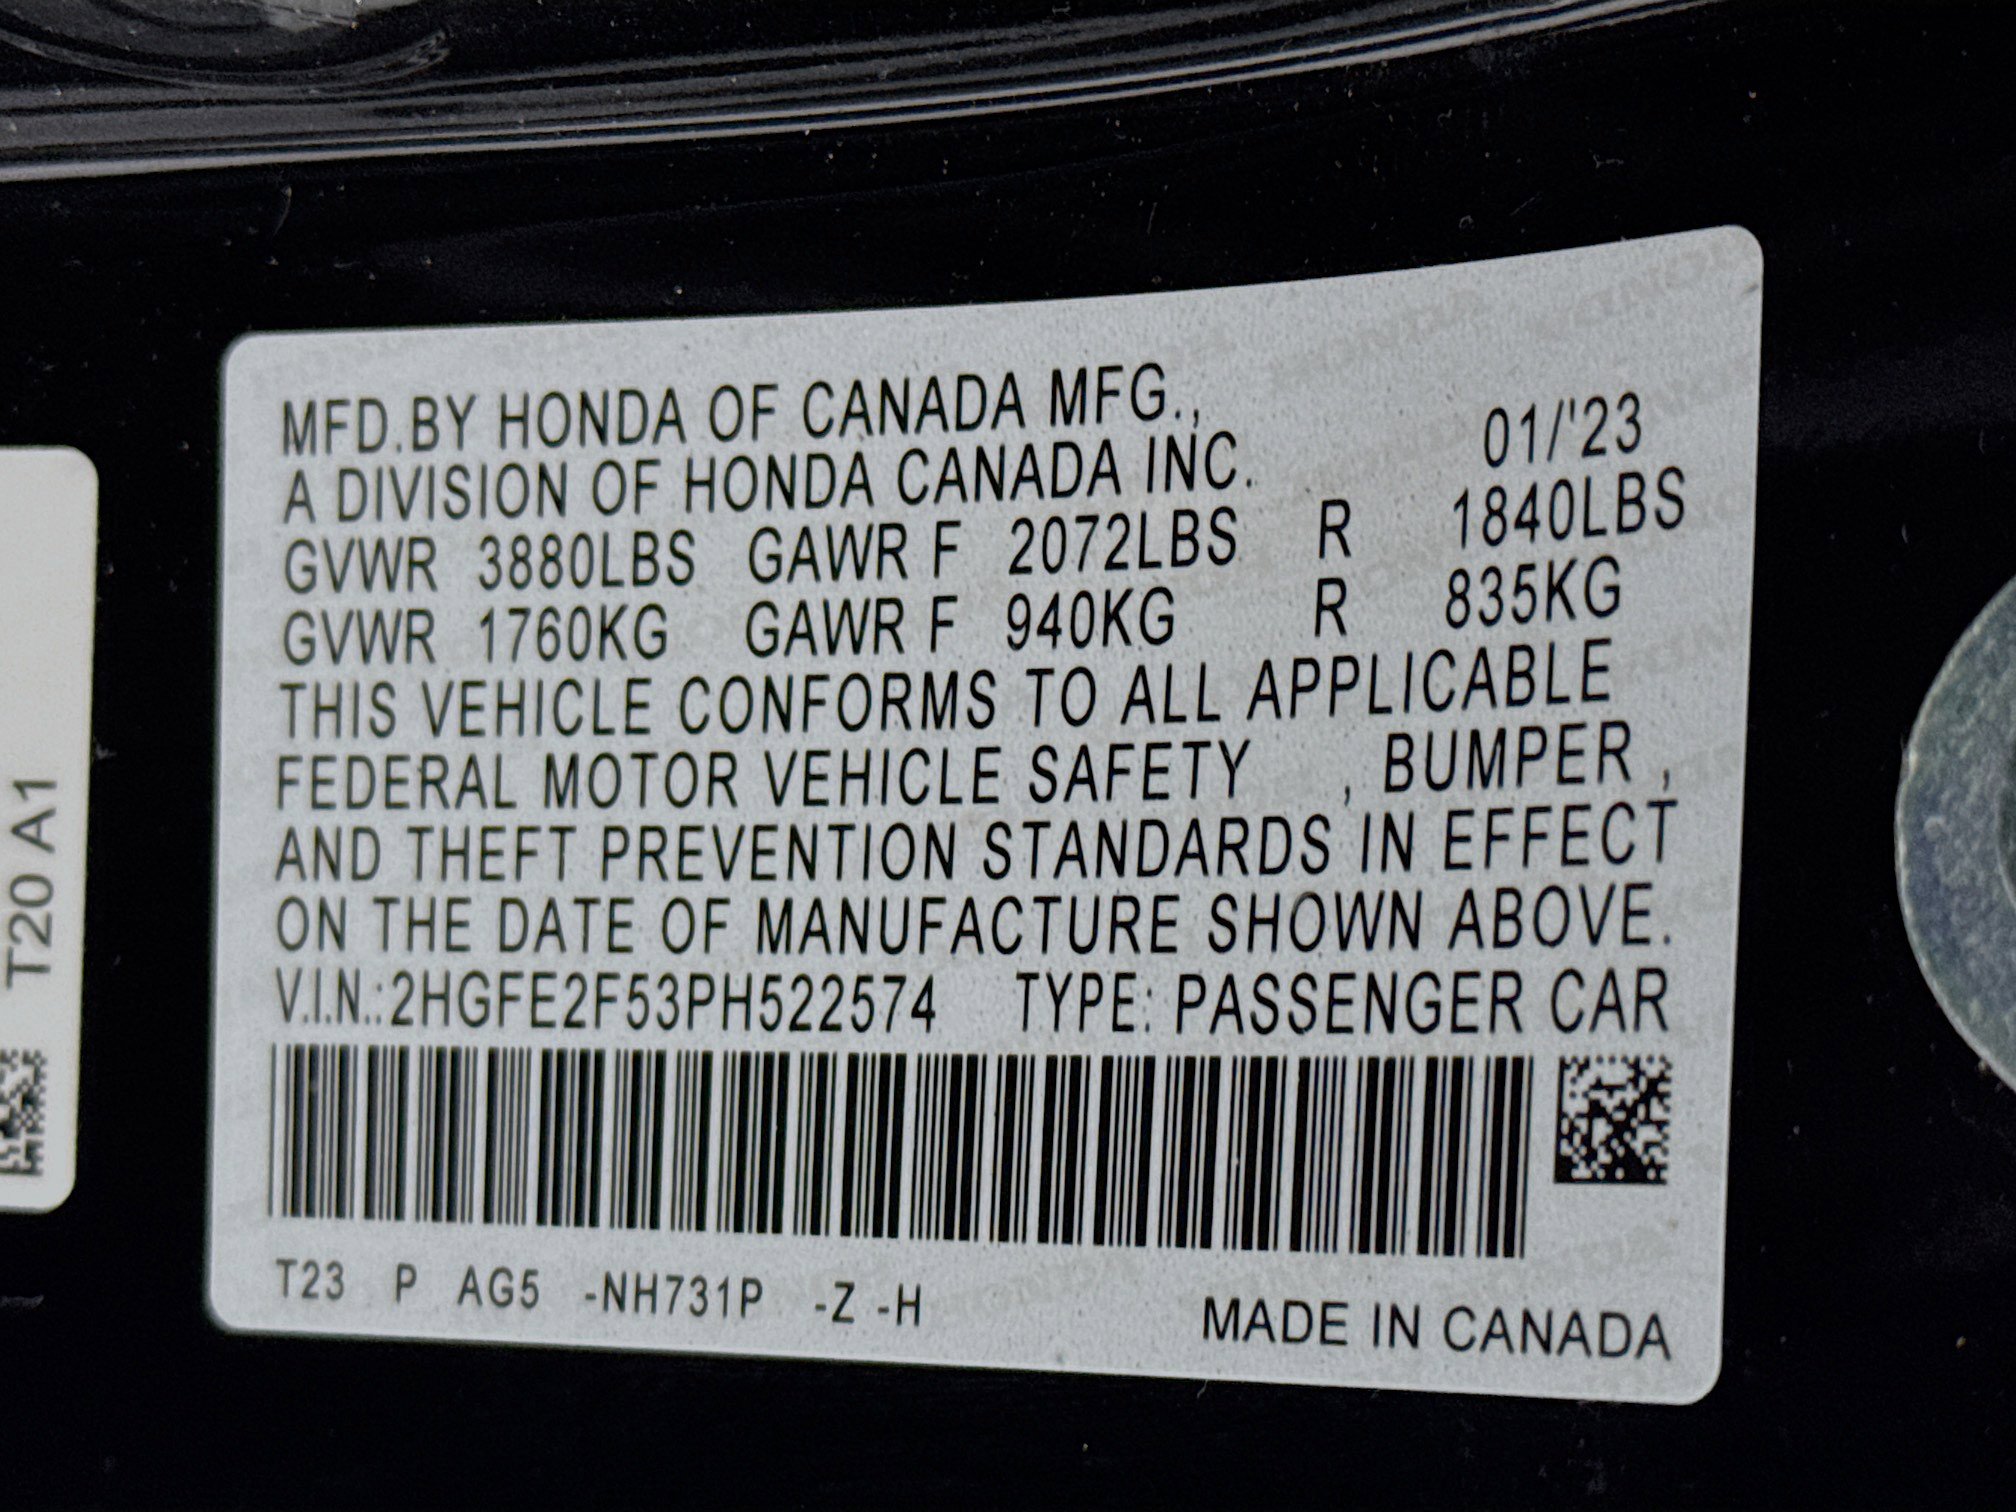 MFD.BY HONDA OF CANADA MFG.,
A DIVISION OF HONDA CANADA INC. 01/'23
GVWR 3880LBS GAWR F 2072LBS R 1840LBS
GVWR 1760KG GAWR F 940KG R 835KG
THIS VEHICLE CONFORMS TO ALL APPLICABLE
FEDERAL MOTOR VEHICLE SAFETY , BUMPER ,
AND THEFT PREVENTION STANDARDS IN EFFECT
ON THE DATE OF MANUFACTURE SHOWN ABOVE.
V.I.N.:2HGFE2F53PH522574 TYPE: PASSENGER CAR
T23 P AG5 -NH731P -Z -H
MADE IN CANADA
T20 A1